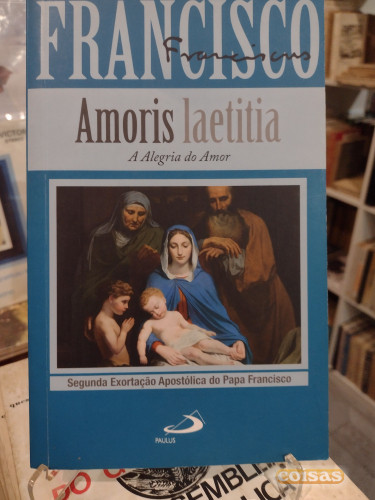 FRANCISCO
Franciscus
Amoris laetitia
A Alegria do Amor
Segunda Exortação Apostólica do Papa Francisco
PAULUS
coisas